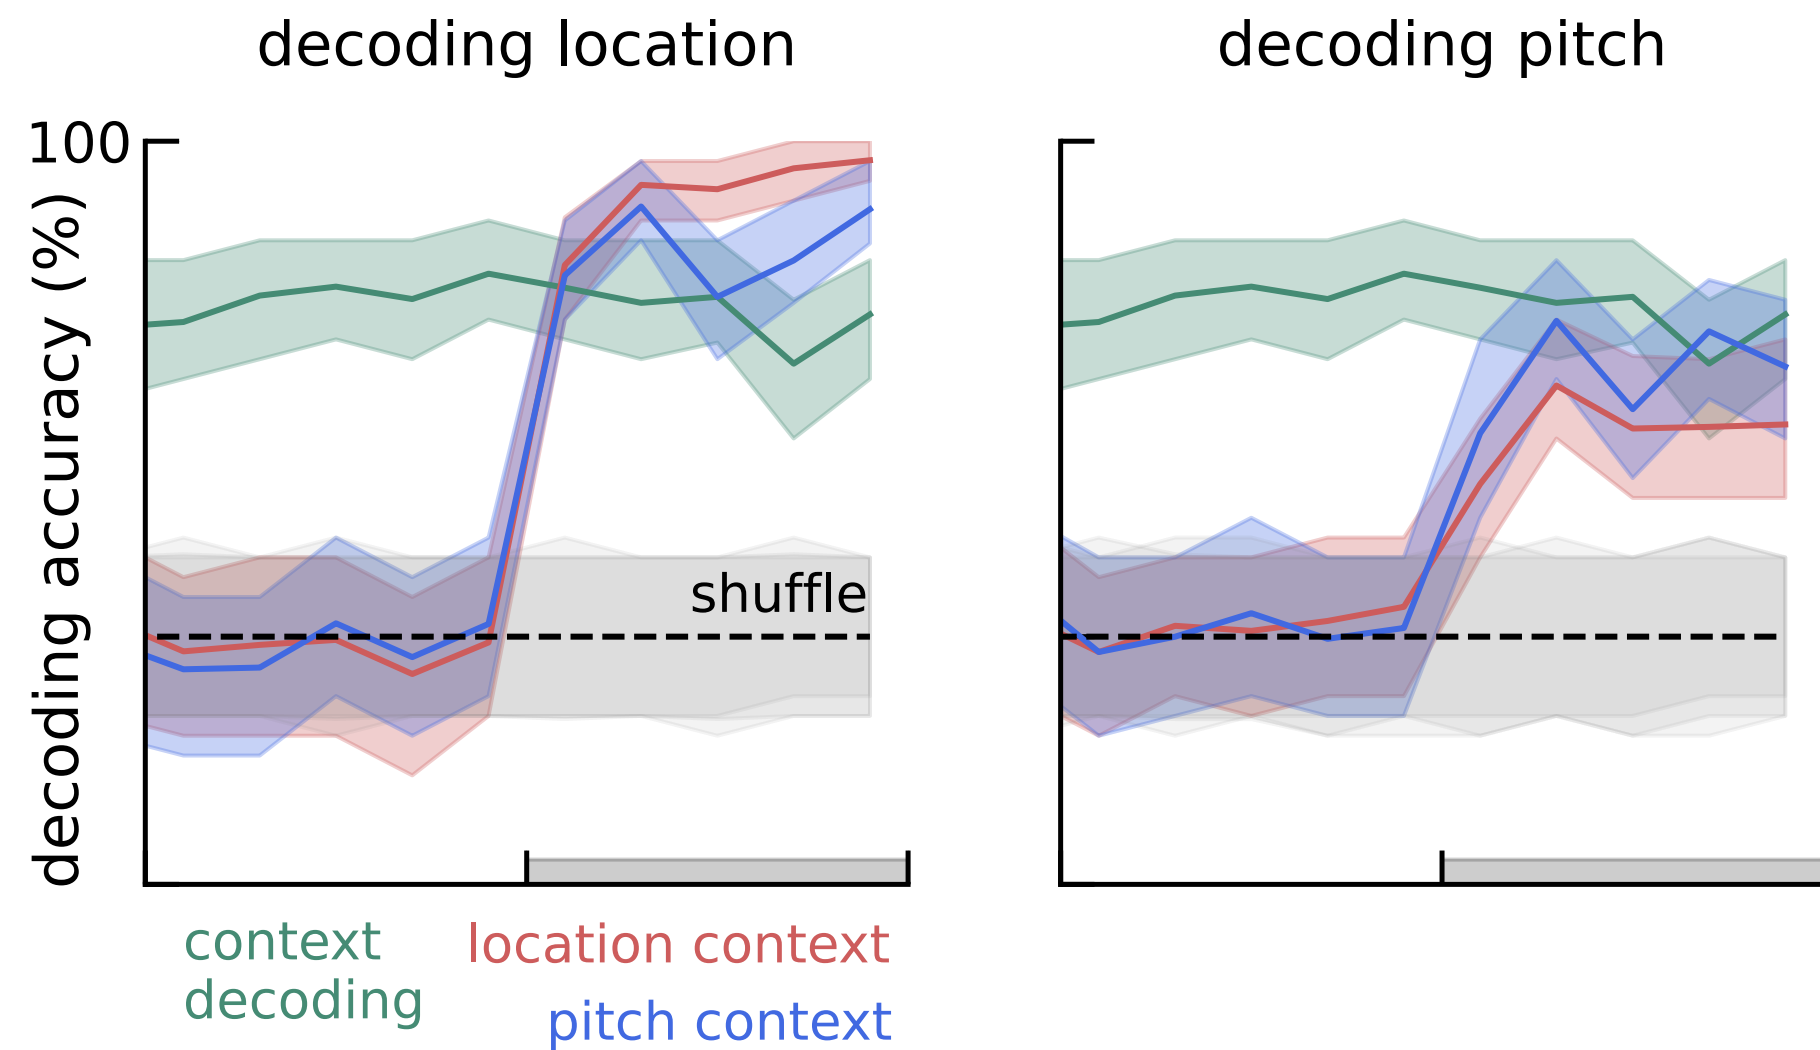 decoding location
decoding pitch
100
decoding accuracy (%)
shuffle
context
decoding
location context
pitch context